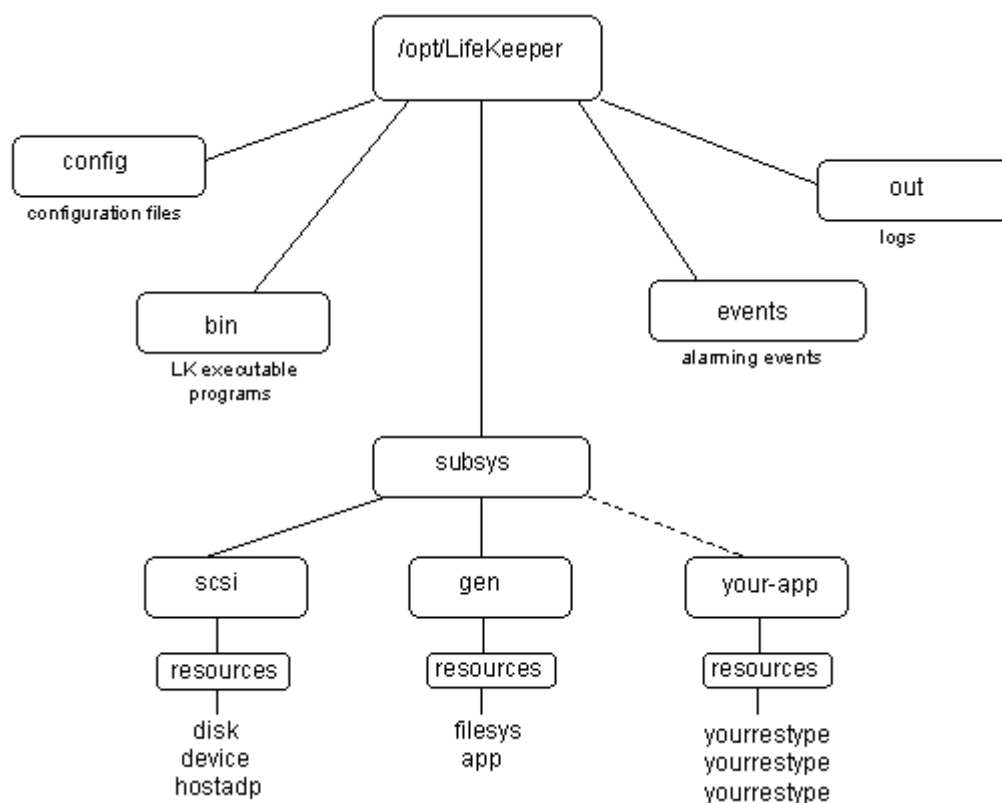 /opt/LifeKeeper
config
configuration files
out
logs
bin
LK executable
programs
events
alarming events
subsys
scsi
gen
your-app
resources
resources
resources
disk
device
hostadp
filesys
app
yourrestype
yourrestype
yourrestype